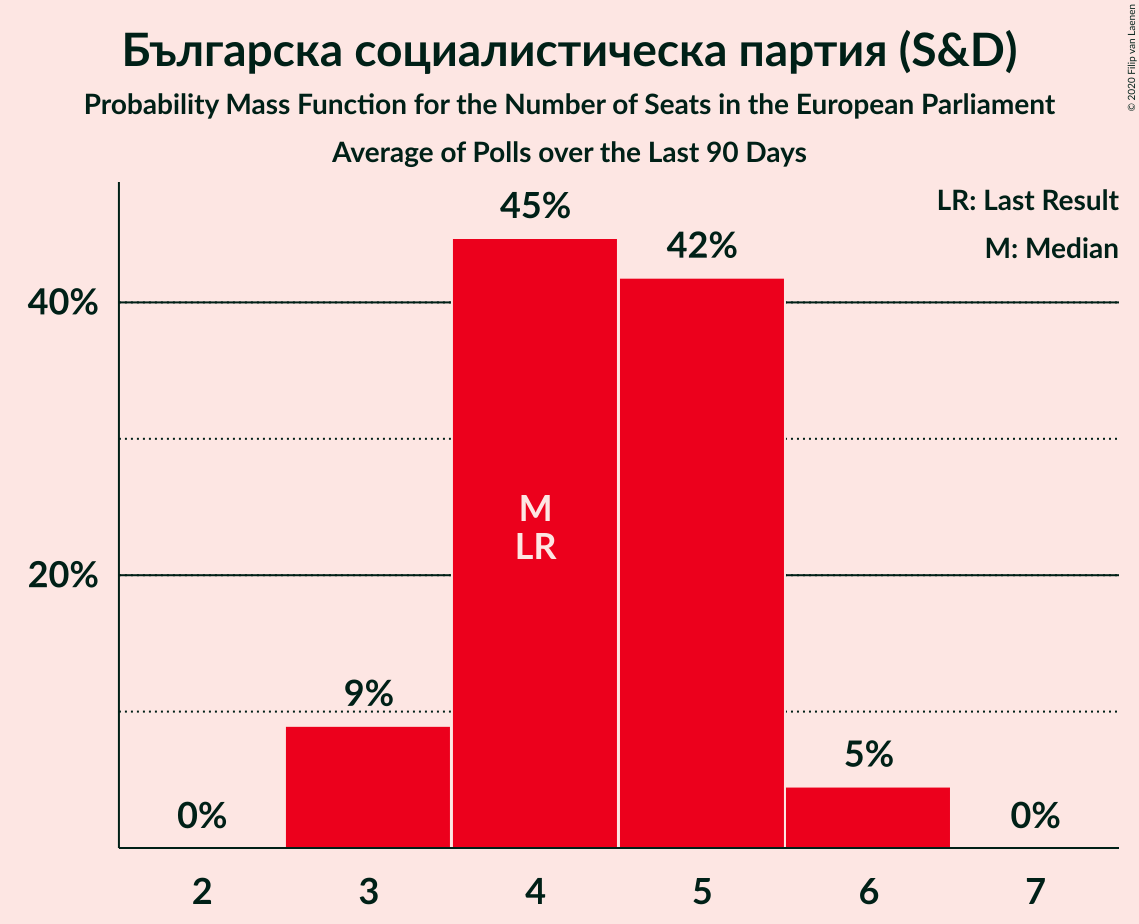 Българска социалистическа партия (S&D)
Probability Mass Function for the Number of Seats in the European Parliament
Average of Polls over the Last 90 Days
© 2020 Filip van Laenen
LR: Last Result
M: Median
45%
42%
40%
M
LR
20%
9%
5%
0%
0%
2 3 4 5 6 7